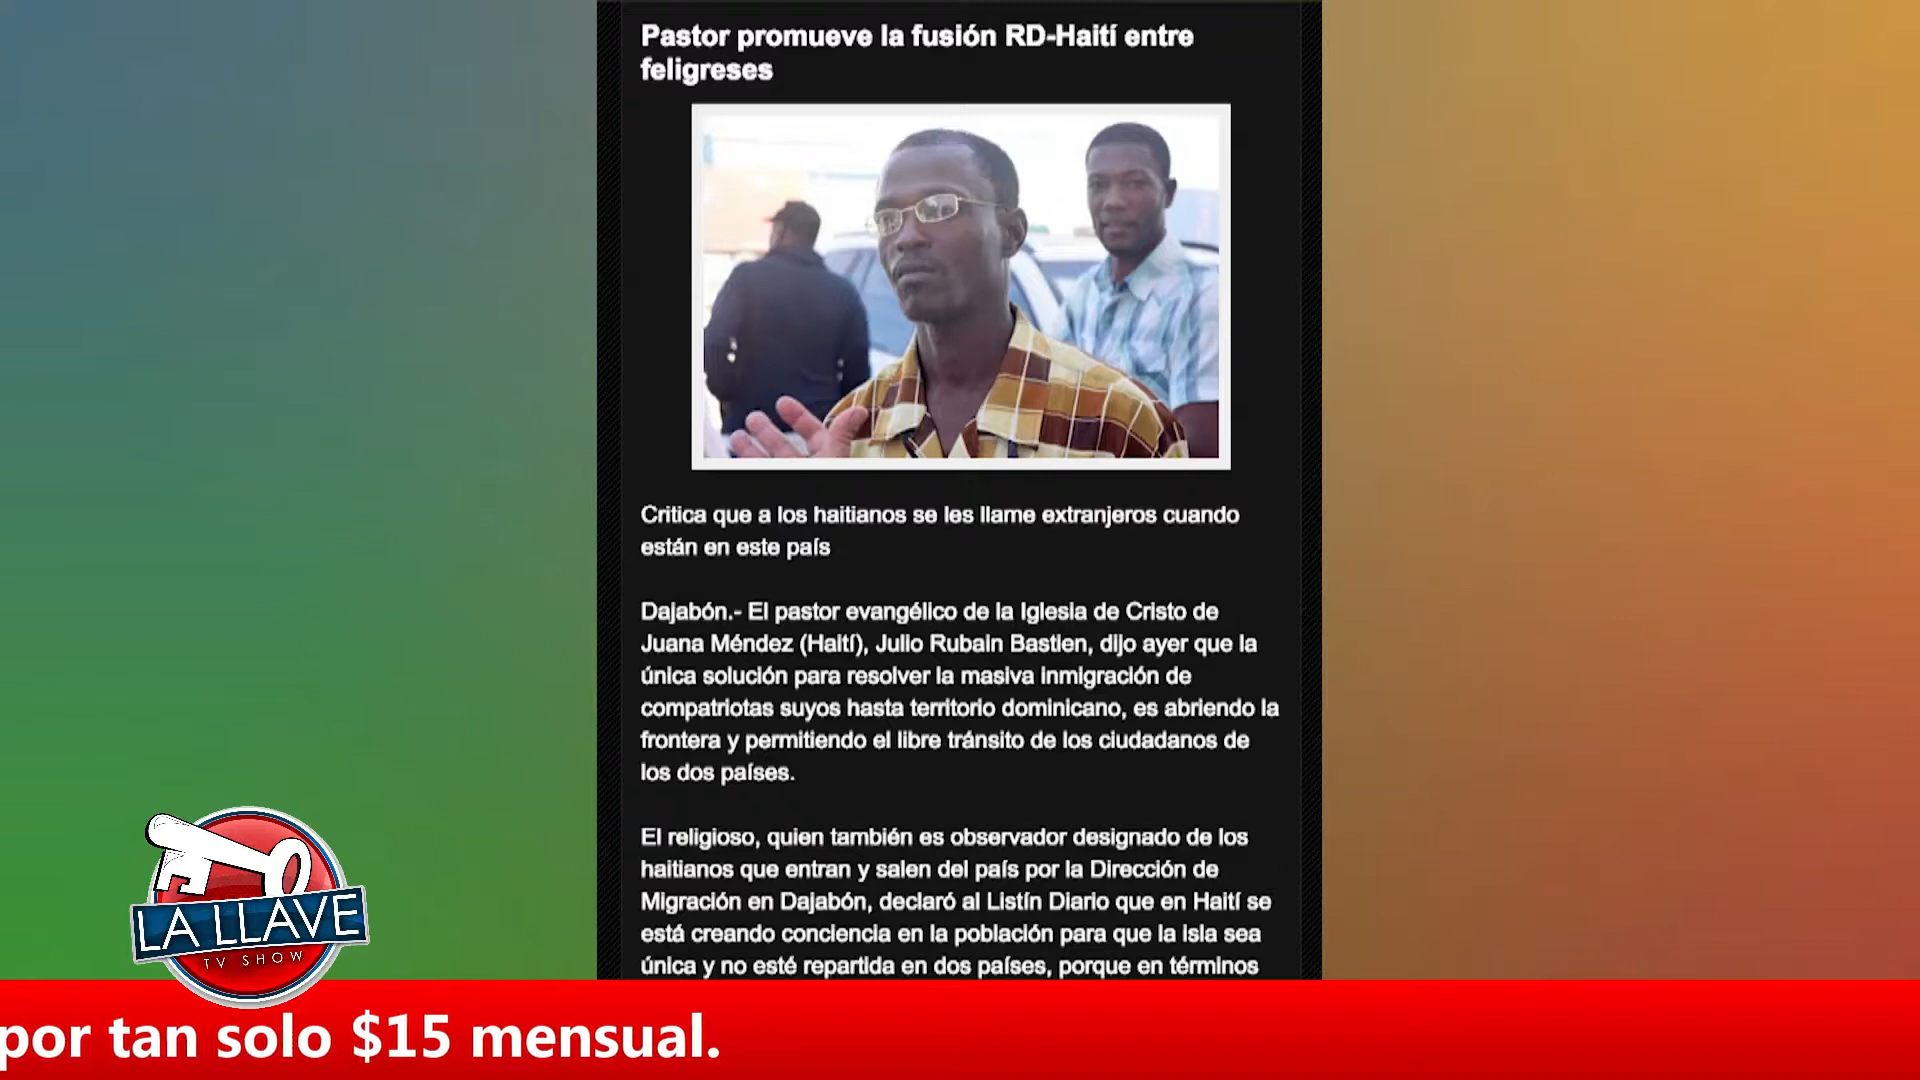 Pastor promueve la fusión RD-Haití entre
feligreses
Critica que a los haitianos se les llame extranjeros cuando
están en este país
Dajabón.- El pastor evangélico de la Iglesia de Cristo de
Juana Méndez (Haití), Julio Rubain Bastien, dijo ayer que la
única solución para resolver la masiva inmigración de
compatriotas suyos hasta territorio dominicano, es abriendo la
frontera y permitiendo el libre tránsito de los ciudadanos de
los dos países.
El religioso, quien también es observador designado de los
haitianos que entran y salen del país por la Dirección de
Migración en Dajabón, declaró al Listín Diario que en Haití se
está creando conciencia en la población para que la isla sea
única y no esté repartida en dos países, porque en términos
LA LLAVE
TV SHOW
por tan solo $15 mensual.